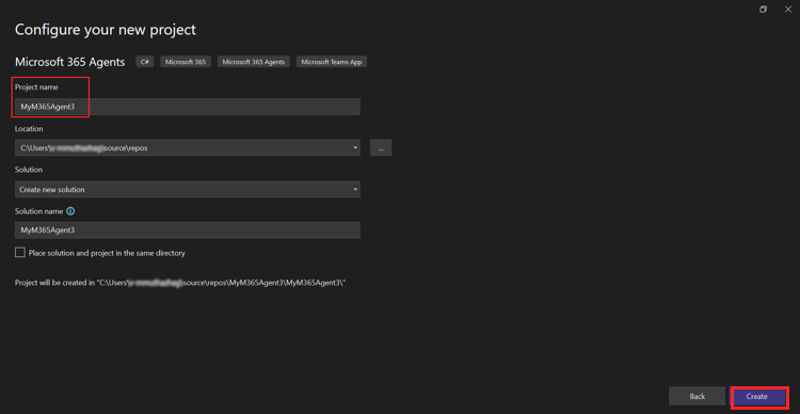 Configure your new project
Microsoft 365 Agents C# Microsoft 365 Microsoft 365 Agents Microsoft Teams App
Project name
MyM365Agent3
Location
C:\Users\ \source\repos
...
Solution
Create new solution
Solution name
MyM365Agent3
Place solution and project in the same directory
Project will be created in "C:\Users\ \source\repos\MyM365Agent3\MyM365Agent3\"
Back
Create